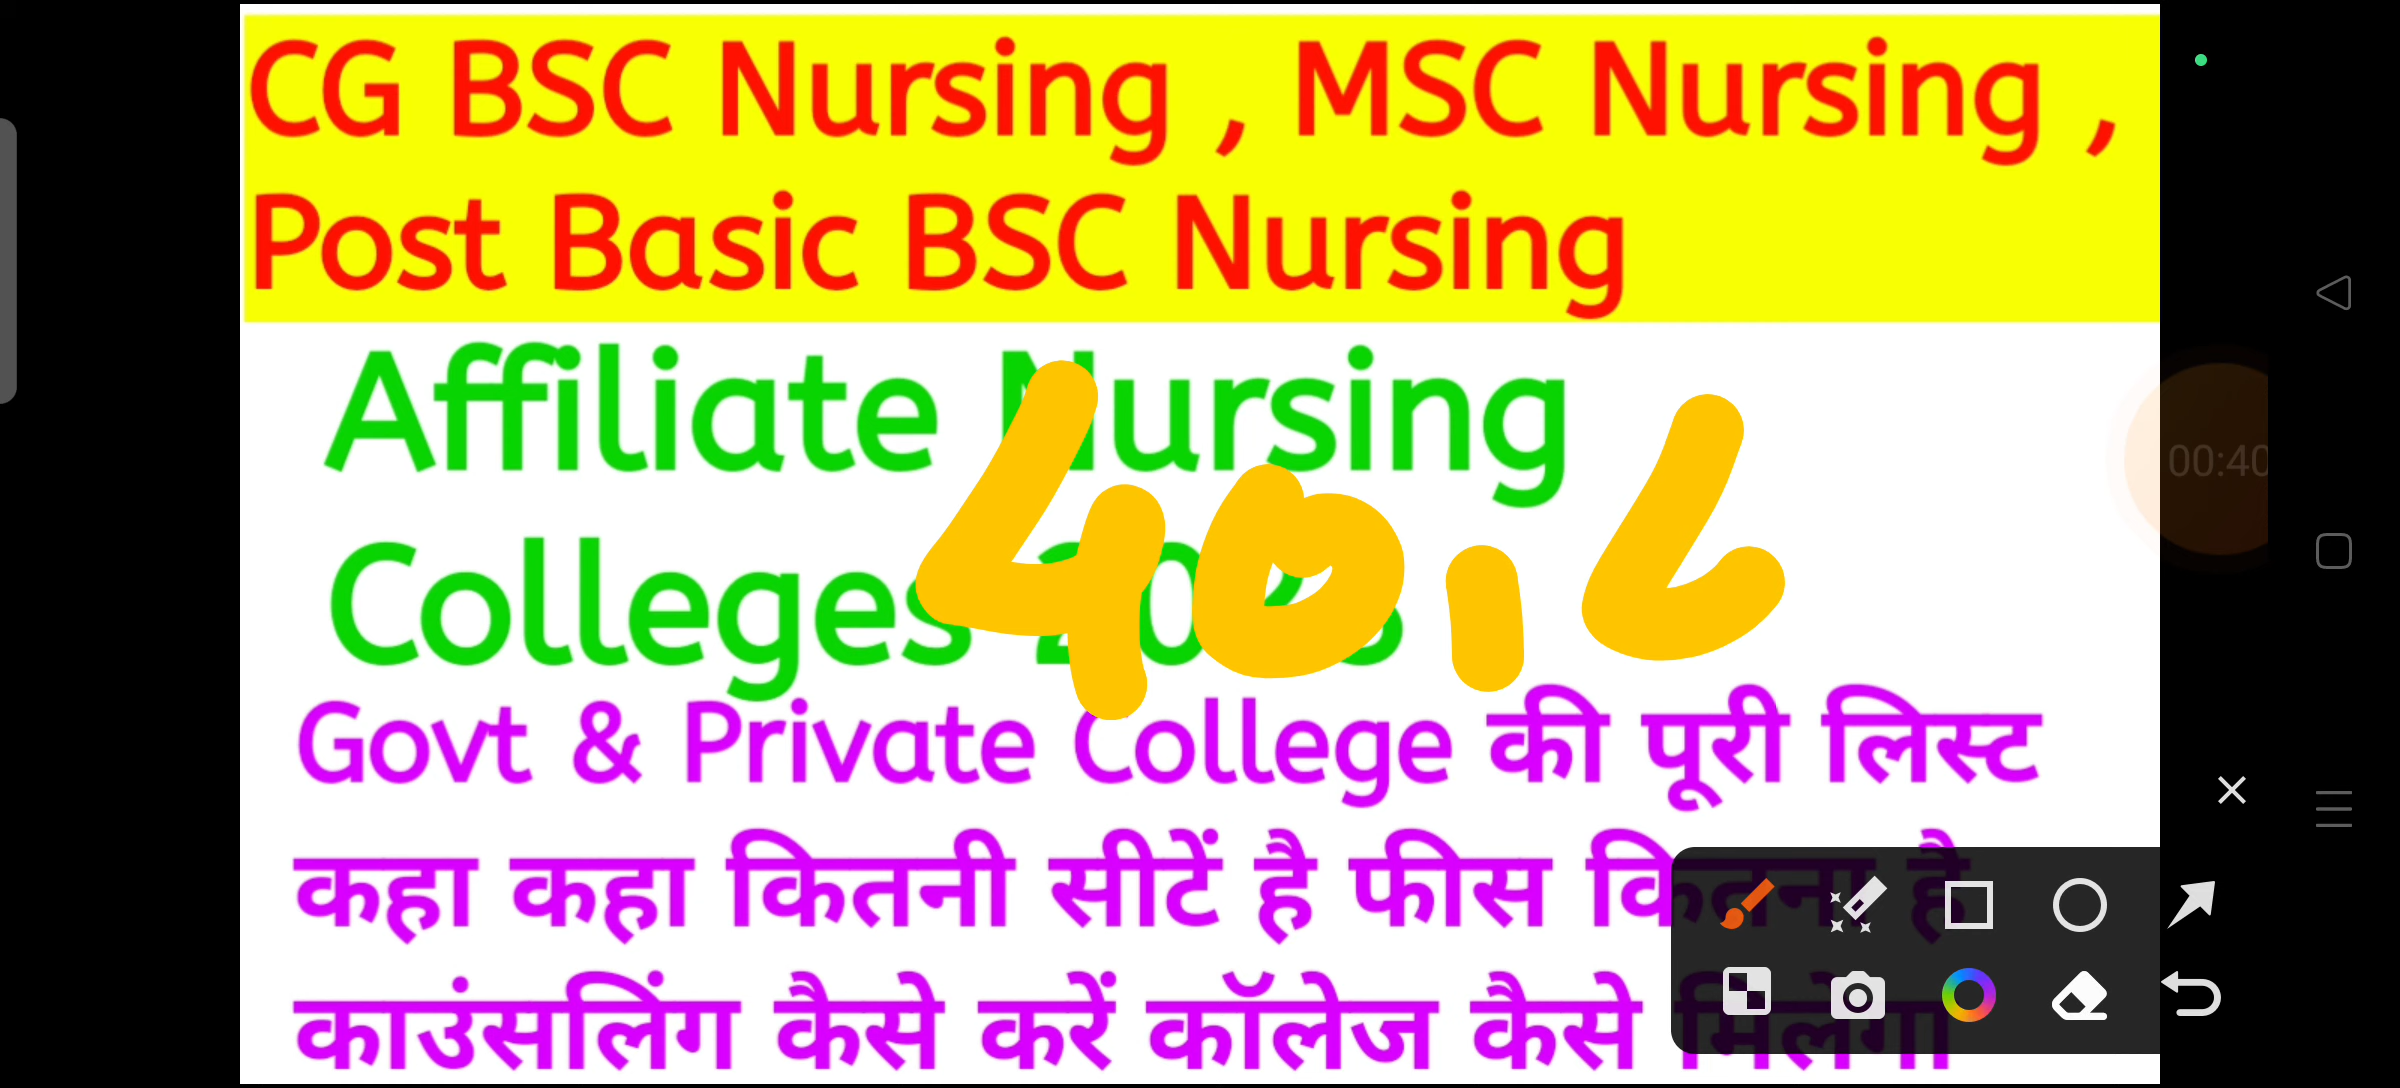 CG BSC Nursing , MSC Nursing ,
Post Basic BSC Nursing
Affiliate Nursing
Colleges
40.6
Govt & Private College की पूरी लिस्ट
कहा कहा कितनी सीटें है फीस कितना है
काउंसलिंग कैसे करें कॉलेज कैसे मिलेगा
00:40